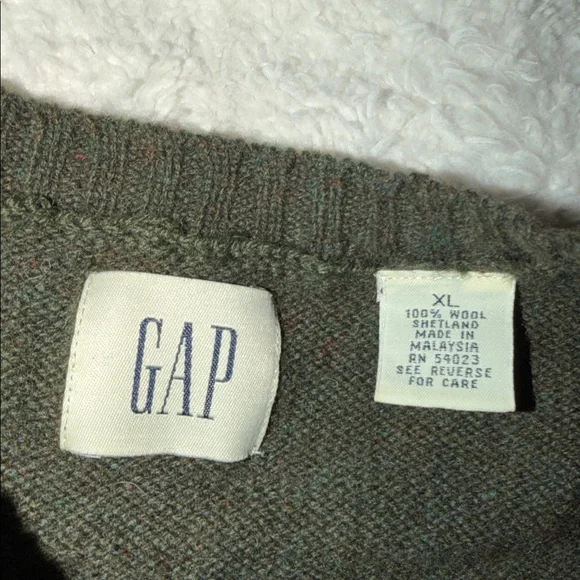 GAP
XL
100% WOOL
SHETLAND
MADE IN
MALAYSIA
RN 54023
SEE REVERSE
FOR CARE